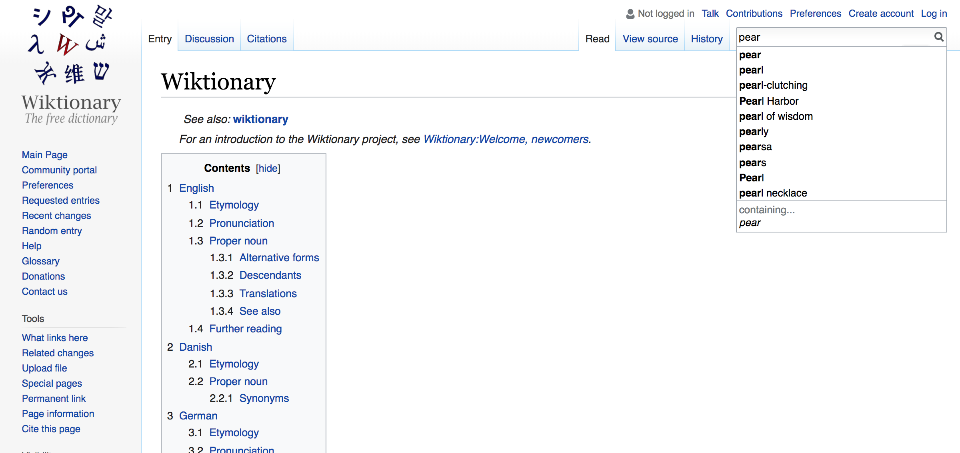 Wiktionary
The free dictionary
Main Page
Community portal
Preferences
Requested entries
Recent changes
Random entry
Help
Glossary
Donations
Contact us
Tools
What links here
Related changes
Upload file
Special pages
Permanent link
Page information
Cite this page
Not logged in Talk Contributions Preferences Create account Log in
Entry Discussion Citations
Read View source History
pear
pear
pearl
pearl-clutching
Pearl Harbor
pearl of wisdom
pearly
pearsa
pears
Pearl
pearl necklace
containing...
pear
Wiktionary
See also: wiktionary
For an introduction to the Wiktionary project, see Wiktionary:Welcome, newcomers.
Contents [hide]
1 English
1.1 Etymology
1.2 Pronunciation
1.3 Proper noun
1.3.1 Alternative forms
1.3.2 Descendants
1.3.3 Translations
1.3.4 See also
1.4 Further reading
2 Danish
2.1 Etymology
2.2 Proper noun
2.2.1 Synonyms
3 German
3.1 Etymology
3.2 Pronunciation